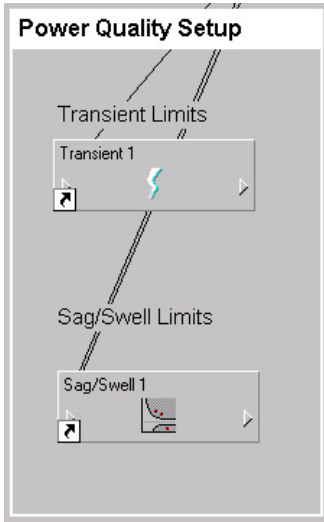 Power Quality Setup
Transient Limits
Transient 1
Sag/Swell Limits
Sag/Swell 1